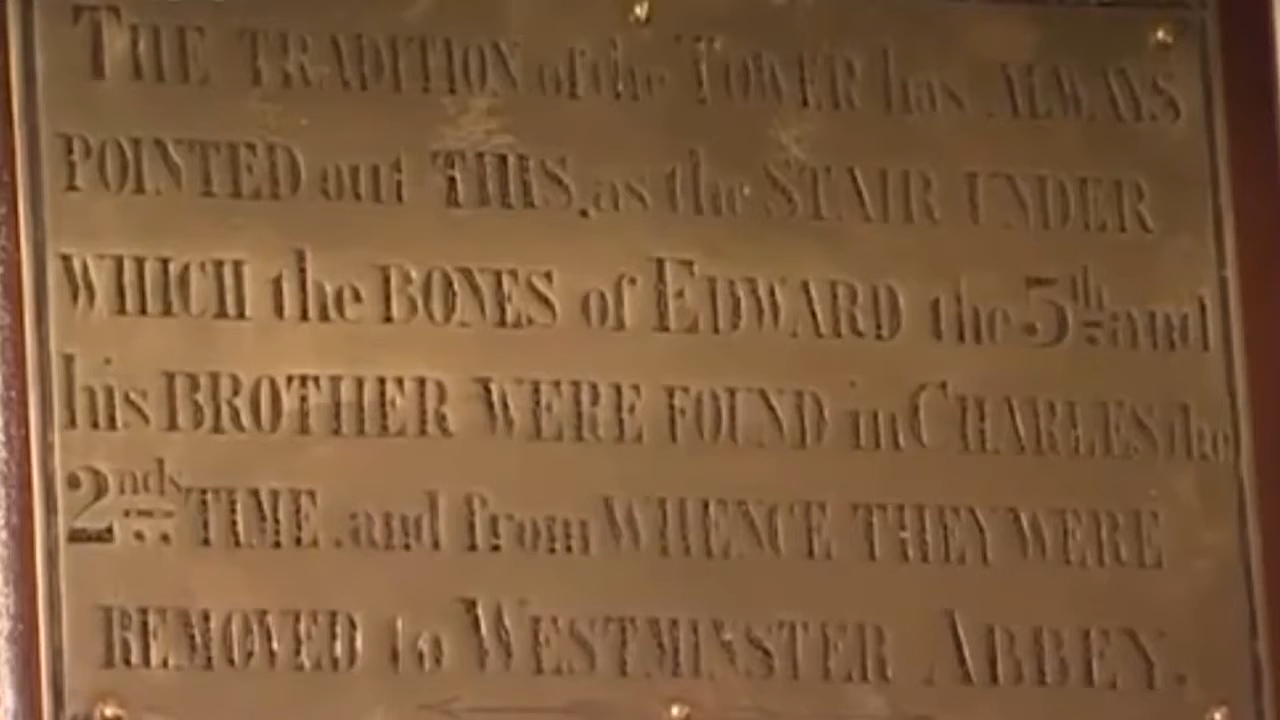 THE TRADITION of the TOWER has ALWAYS
POINTED out THIS, as the STAIR UNDER
WHICH the BONES of EDWARD the 5th and
his BROTHER WERE FOUND in CHARLES the
2nds TIME, and from WHENCE THEY WERE
REMOVED to WESTMINSTER ABBEY.